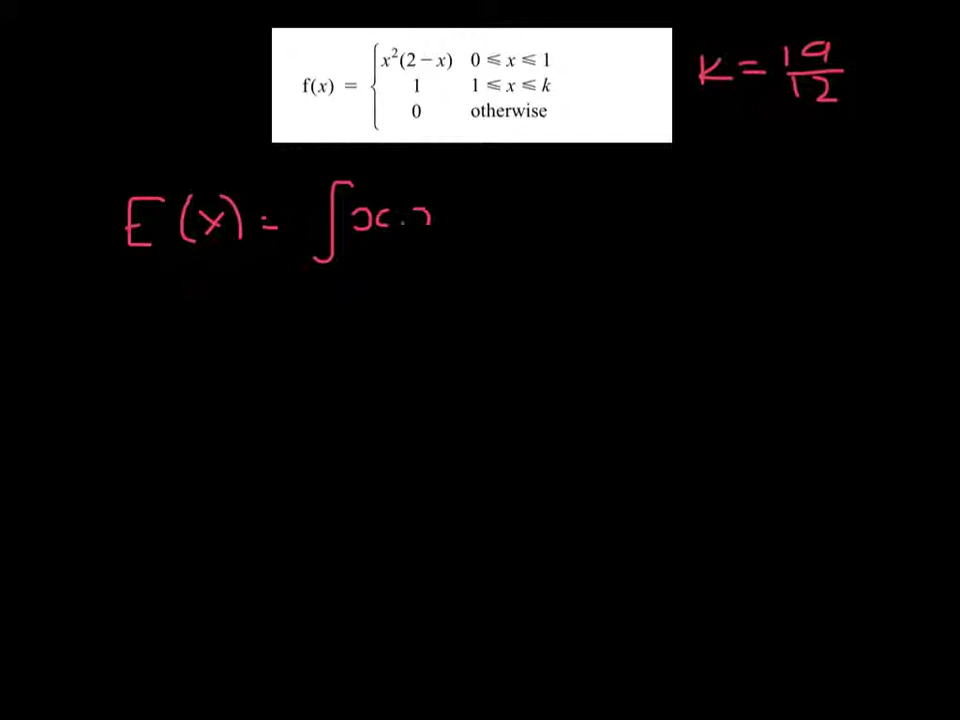 f(x) = { x²(2 − x) 0 ⩽ x ⩽ 1
1 1 ⩽ x ⩽ k
0 otherwise
K = 19/12
E(x) = ∫x.